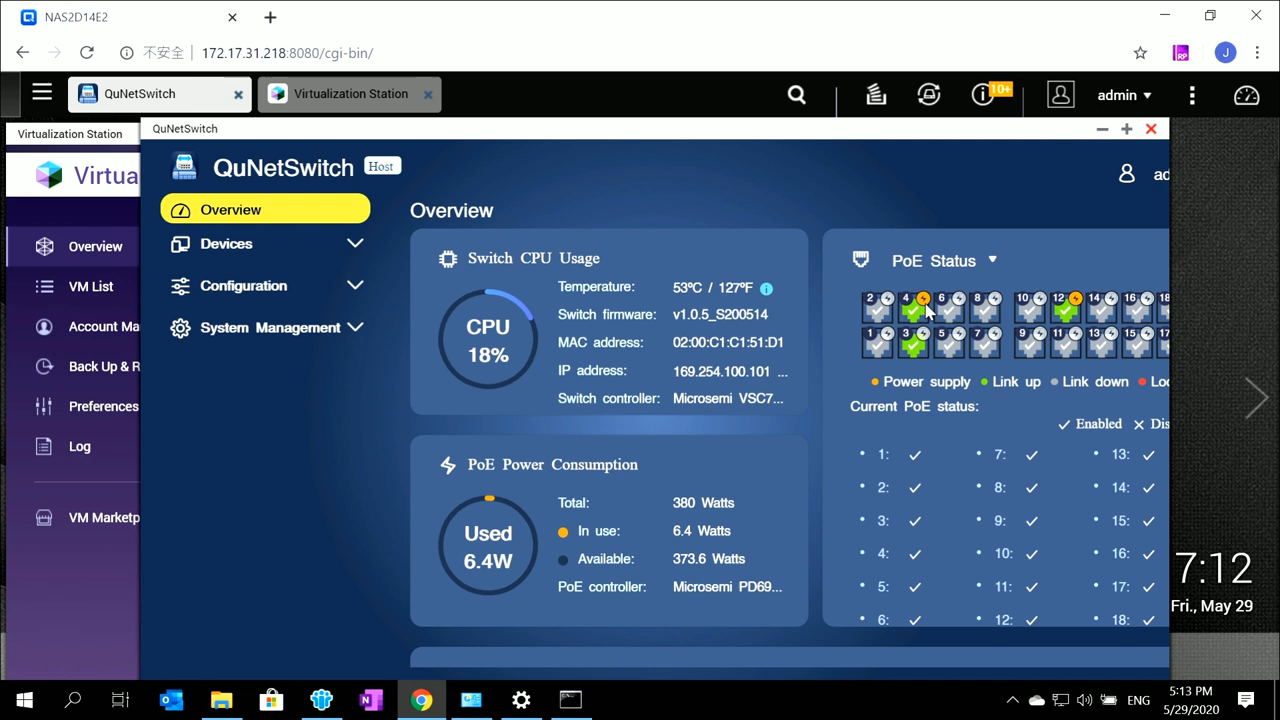 NAS2D14E2
不安全
172.17.31.218:8080/cgi-bin/
RP
J
QuNetSwitch
Virtualization Station
10+
admin
Virtualization Station
QuNetSwitch
Virtua
QuNetSwitch Host
ad
Overview
VM List
Account Ma
Back Up & R
Preferences
Log
VM Marketp
Overview
Devices
Configuration
System Management
Overview
Switch CPU Usage
CPU
18%
Temperature: 53ºC / 127ºF
Switch firmware: v1.0.5_S200514
MAC address: 02:00:C1:C1:51:D1
IP address: 169.254.100.101 ...
Switch controller: Microsemi VSC7...
PoE Power Consumption
Used
6.4W
Total: 380 Watts
In use: 6.4 Watts
Available: 373.6 Watts
PoE controller: Microsemi PD69...
PoE Status
2 4 6 8 10 12 14 16 18
1 3 5 7 9 11 13 15 17
Power supply Link up Link down Loo
Current PoE status:
Enabled Dis
1: 7: 13:
2: 8: 14:
3: 9: 15:
4: 10: 16:
5: 11: 17:
6: 12: 18:
7:12
Fri., May 29
ENG
5:13 PM
5/29/2020